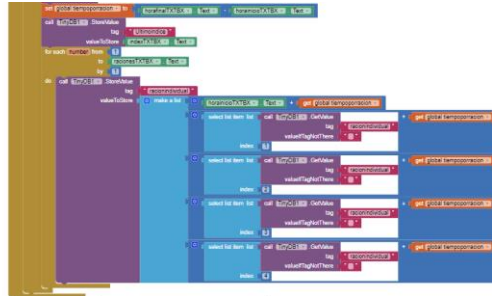 set global tiempoporracion to horafinalTXTBX . Text - horainicioTXTBX . Text
call TinyDB1 .StoreValue
tag " Ultimoindice "
valueToStore indexTXTBX . Text
for each number from 1
to racionesTXTBX . Text
by 1
do call TinyDB1 .StoreValue
tag " racionindividual "
valueToStore make a list horainicioTXTBX . Text + get global tiempoporracion
select list item list call TinyDB1 .GetValue + get global tiempoporracion
tag " racionindividual "
valueIfTagNotThere " "
index 1
select list item list call TinyDB1 .GetValue + get global tiempoporracion
tag " racionindividual "
valueIfTagNotThere " "
index 2
select list item list call TinyDB1 .GetValue + get global tiempoporracion
tag " racionindividual "
valueIfTagNotThere " "
index 3
select list item list call TinyDB1 .GetValue + get global tiempoporracion
tag " racionindividual "
valueIfTagNotThere " "
index 4